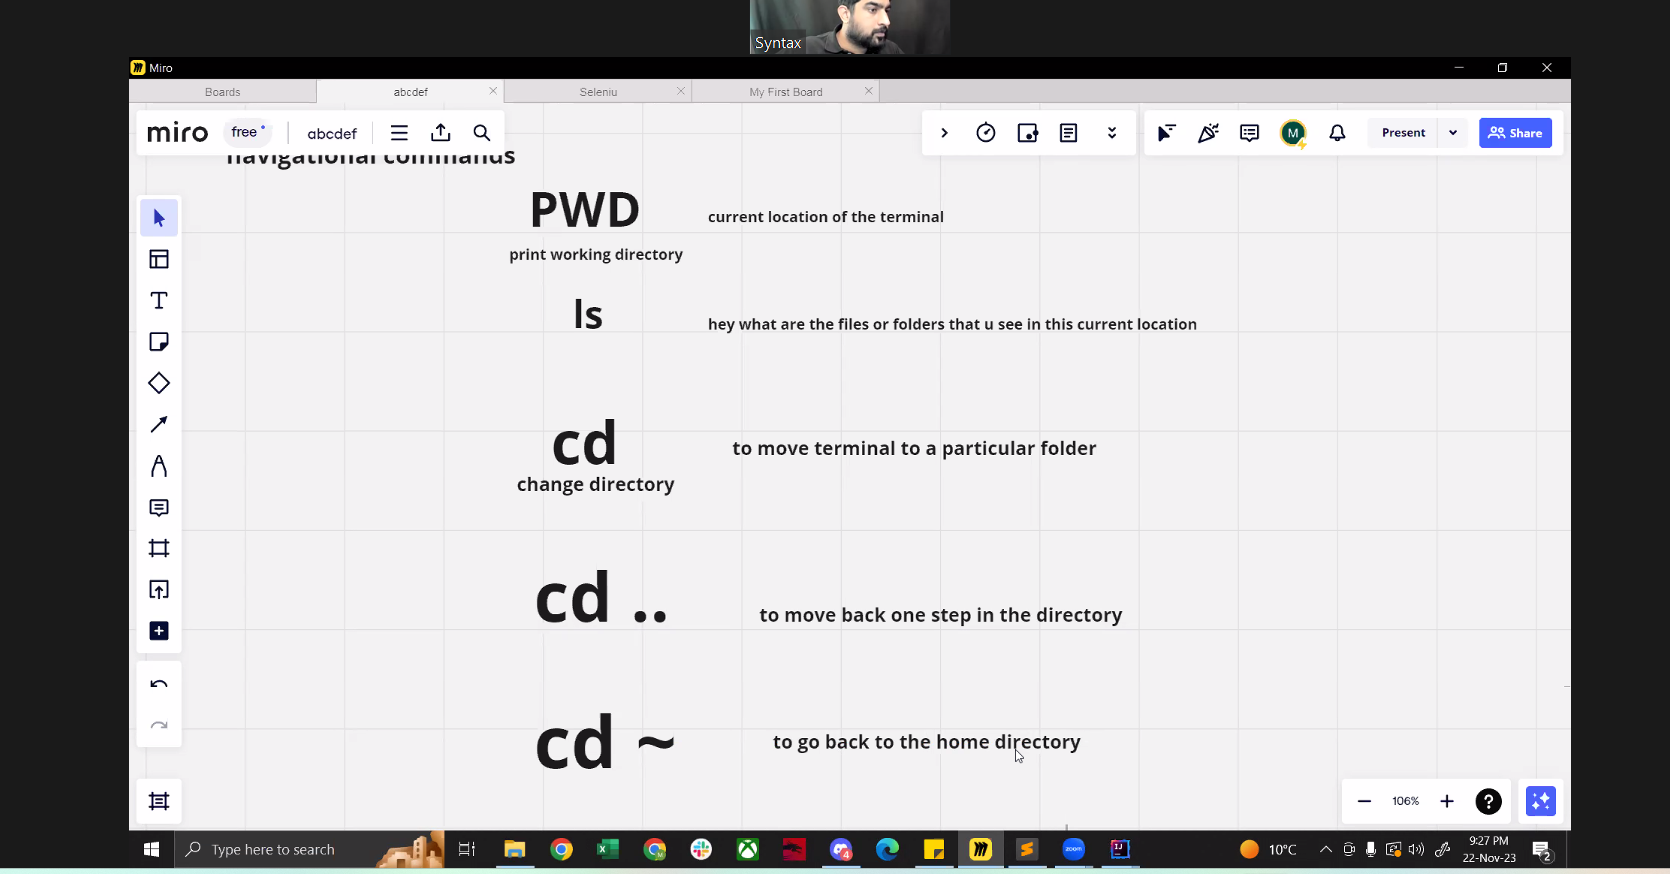 Syntax
Miro
Boards
abcdef
Seleniu
My First Board
miro
free
abcdef
Present
Share
M
navigational commands
PWD
current location of the terminal
print working directory
ls
hey what are the files or folders that u see in this current location
cd
to move terminal to a particular folder
change directory
cd ..
to move back one step in the directory
cd ~
to go back to the home directory
106%
?
Type here to search
zoom
IJ
4
10°C
9:27 PM
22-Nov-23
2